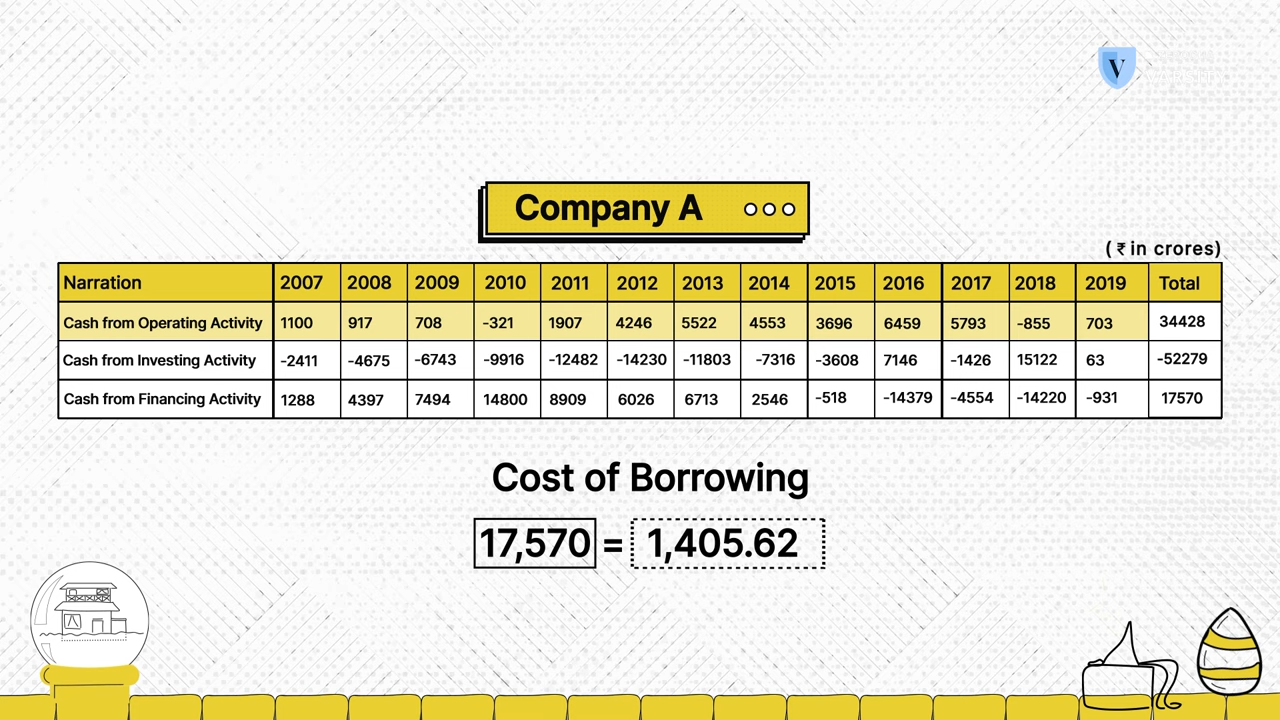 V
Company A
( ₹ in crores)
Narration 2007 2008 2009 2010 2011 2012 2013 2014 2015 2016 2017 2018 2019 Total
Cash from Operating Activity 1100 917 708 -321 1907 4246 5522 4553 3696 6459 5793 -855 703 34428
Cash from Investing Activity -2411 -4675 -6743 -9916 -12482 -14230 -11803 -7316 -3608 7146 -1426 15122 63 -52279
Cash from Financing Activity 1288 4397 7494 14800 8909 6026 6713 2546 -518 -14379 -4554 -14220 -931 17570
Cost of Borrowing
17,570 = 1,405.62